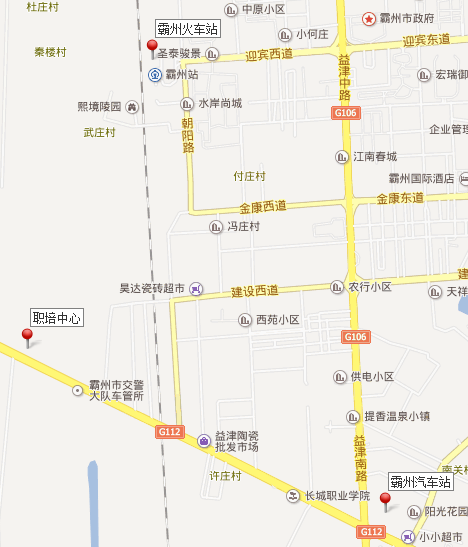 杜庄村
中原小区
霸州市政府
霸州火车站
小何庄
秦楼村
圣泰骏景
迎宾西道
迎宾东道
霸州站
益津中路
宏瑞御
熙境陵园
水岸尚城
G106
武庄村
朝阳路
企业管理
江南春城
付庄村
霸州国际酒店
金康西道
金康东道
冯庄村
昊达瓷砖超市
建设西道
农行小区
建
天祥
职培中心
西苑小区
G106
霸州市交警
大队车管所
供电小区
提香温泉小镇
G112
益津陶瓷
批发市场
益津南路
许庄村
南关村
霸州汽车站
长城职业学院
阳光花园
G112
小小超市